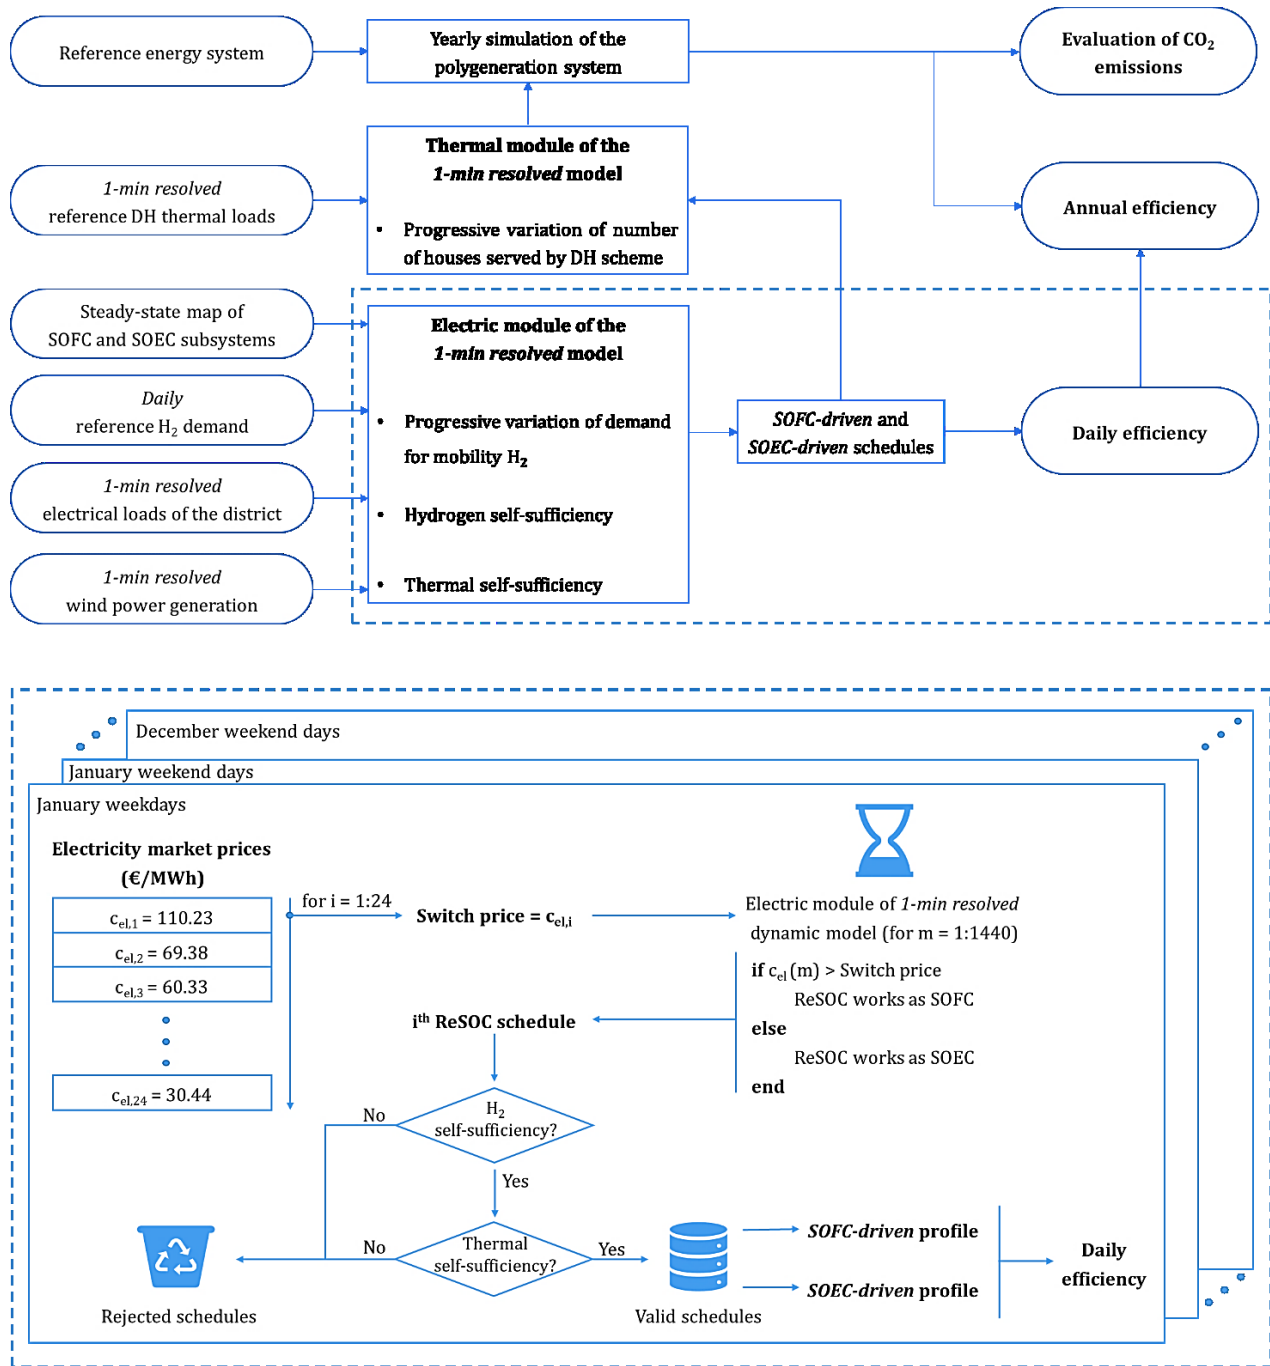 Reference energy system
Yearly simulation of the
polygeneration system
Evaluation of CO₂
emissions
1-min resolved
reference DH thermal loads
Thermal module of the
1-min resolved model
• Progressive variation of number
of houses served by DH scheme
Annual efficiency
Steady-state map of
SOFC and SOEC subsystems
Daily
reference H₂ demand
1-min resolved
electrical loads of the district
1-min resolved
wind power generation
Electric module of the
1-min resolved model
• Progressive variation of demand
for mobility H₂
• Hydrogen self-sufficiency
• Thermal self-sufficiency
SOFC-driven and
SOEC-driven schedules
Daily efficiency
December weekend days
January weekend days
January weekdays
Electricity market prices
(€/MWh)
cel,1 = 110.23
cel,2 = 69.38
cel,3 = 60.33
cel,24 = 30.44
for i = 1:24
Switch price = cel,i
Electric module of 1-min resolved
dynamic model (for m = 1:1440)
if cel (m) > Switch price
ReSOC works as SOFC
else
ReSOC works as SOEC
end
ith ReSOC schedule
H₂
self-sufficiency?
No
Yes
Thermal
self-sufficiency?
No
Yes
Rejected schedules
Valid schedules
SOFC-driven profile
SOEC-driven profile
Daily
efficiency